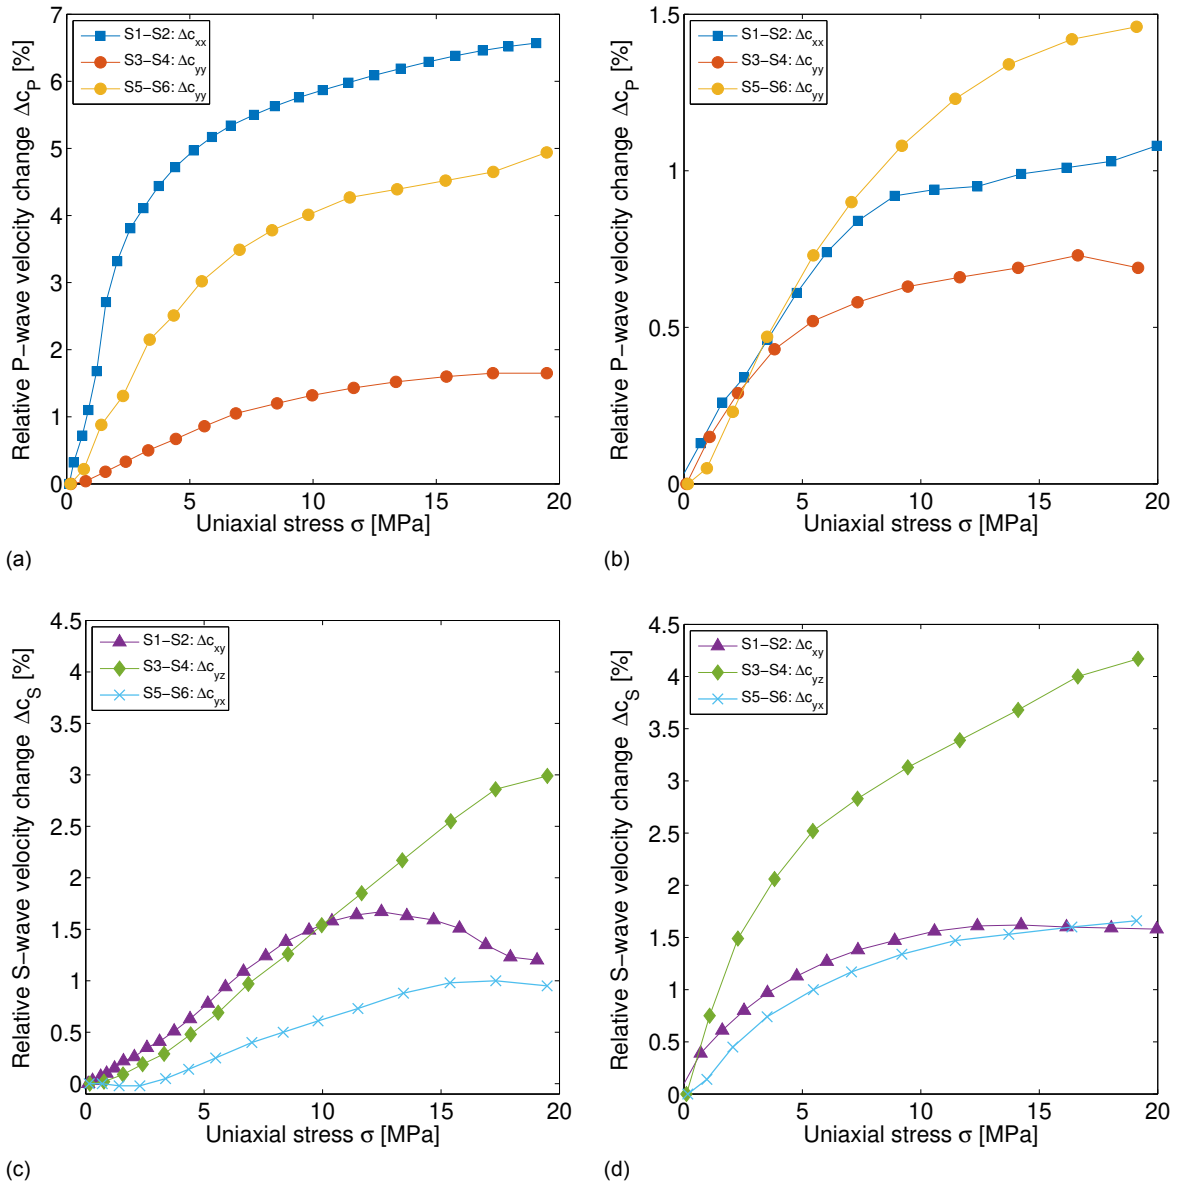 Relative P−wave velocity change Δc_P [%]
7
6
5
4
3
2
1
0
S1−S2: Δc_xx
S3−S4: Δc_yy
S5−S6: Δc_yy
0 5 10 15 20
Uniaxial stress σ [MPa]
(a)
Relative P−wave velocity change Δc_P [%]
1.5
1
0.5
0
S1−S2: Δc_xx
S3−S4: Δc_yy
S5−S6: Δc_yy
0 5 10 15 20
Uniaxial stress σ [MPa]
(b)
Relative S−wave velocity change Δc_S [%]
4.5
4
3.5
3
2.5
2
1.5
1
0.5
0
S1−S2: Δc_xy
S3−S4: Δc_yz
S5−S6: Δc_yx
0 5 10 15 20
Uniaxial stress σ [MPa]
(c)
Relative S−wave velocity change Δc_S [%]
4.5
4
3.5
3
2.5
2
1.5
1
0.5
0
S1−S2: Δc_xy
S3−S4: Δc_yz
S5−S6: Δc_yx
0 5 10 15 20
Uniaxial stress σ [MPa]
(d)